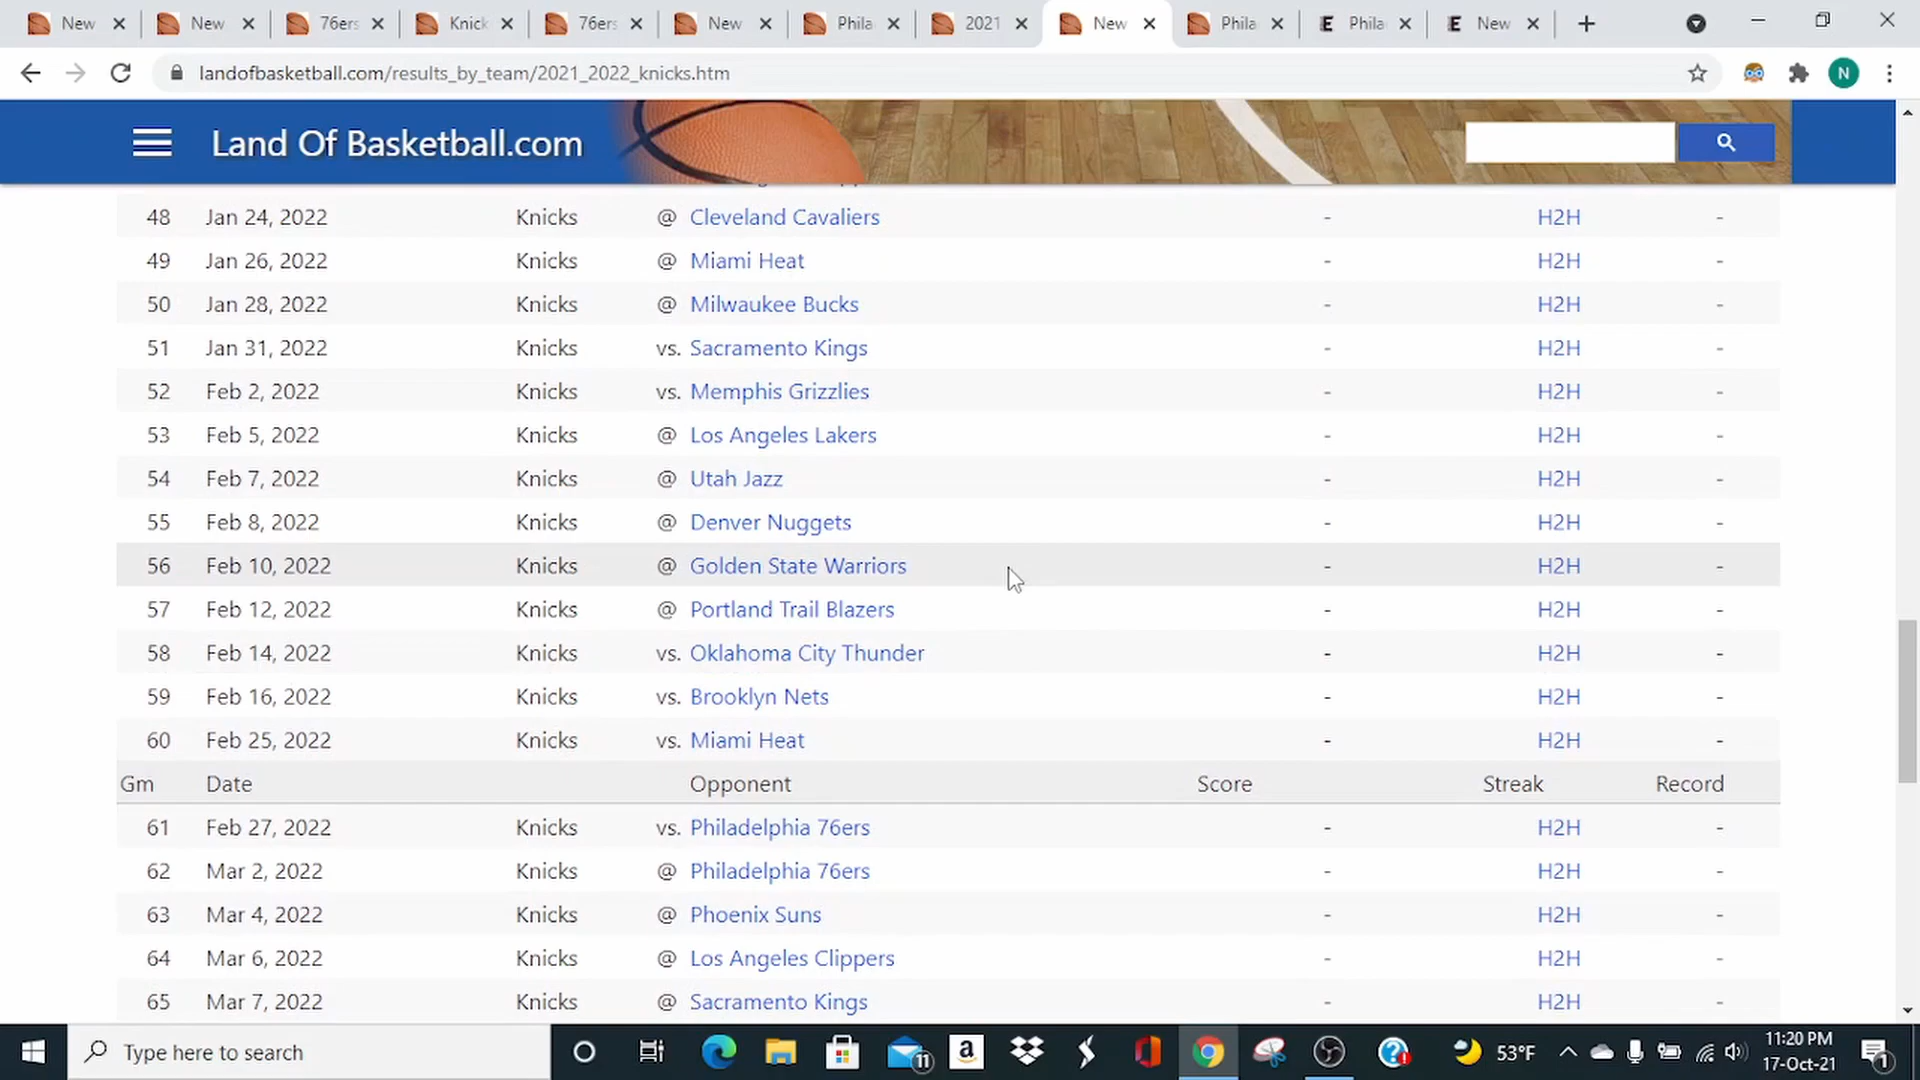 New
New
76ers
Knick
76ers
New
Phila
2021
New
Phila
Phila
New
landofbasketball.com/results_by_team/2021_2022_knicks.htm
N
Land Of Basketball.com
48 Jan 24, 2022 Knicks @ Cleveland Cavaliers - H2H -
49 Jan 26, 2022 Knicks @ Miami Heat - H2H -
50 Jan 28, 2022 Knicks @ Milwaukee Bucks - H2H -
51 Jan 31, 2022 Knicks vs. Sacramento Kings - H2H -
52 Feb 2, 2022 Knicks vs. Memphis Grizzlies - H2H -
53 Feb 5, 2022 Knicks @ Los Angeles Lakers - H2H -
54 Feb 7, 2022 Knicks @ Utah Jazz - H2H -
55 Feb 8, 2022 Knicks @ Denver Nuggets - H2H -
56 Feb 10, 2022 Knicks @ Golden State Warriors - H2H -
57 Feb 12, 2022 Knicks @ Portland Trail Blazers - H2H -
58 Feb 14, 2022 Knicks vs. Oklahoma City Thunder - H2H -
59 Feb 16, 2022 Knicks vs. Brooklyn Nets - H2H -
60 Feb 25, 2022 Knicks vs. Miami Heat - H2H -
Gm Date Opponent Score Streak Record
61 Feb 27, 2022 Knicks vs. Philadelphia 76ers - H2H -
62 Mar 2, 2022 Knicks @ Philadelphia 76ers - H2H -
63 Mar 4, 2022 Knicks @ Phoenix Suns - H2H -
64 Mar 6, 2022 Knicks @ Los Angeles Clippers - H2H -
65 Mar 7, 2022 Knicks @ Sacramento Kings - H2H -
Type here to search
11
53°F
11:20 PM
17-Oct-21
1